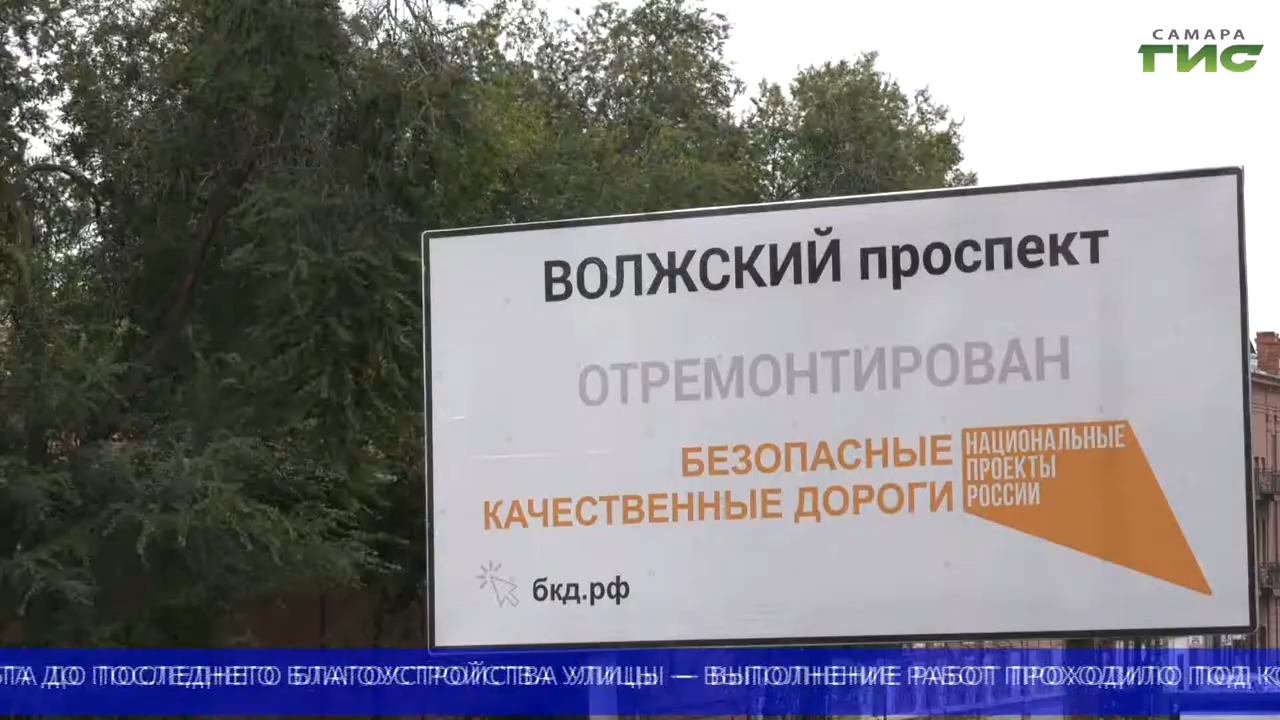 САМАРА
ГИС
ВОЛЖСКИЙ проспект
ОТРЕМОНТИРОВАН
БЕЗОПАСНЫЕ
КАЧЕСТВЕННЫЕ ДОРОГИ
НАЦИОНАЛЬНЫЕ
ПРОЕКТЫ
РОССИИ
бкд.рф
ДО ПОСЛЕДНЕГО БЛАГОУСТРОЙСТВА УЛИЦЫ — ВЫПОЛНЕНИЕ РАБОТ ПРОХОДИЛО ПОД